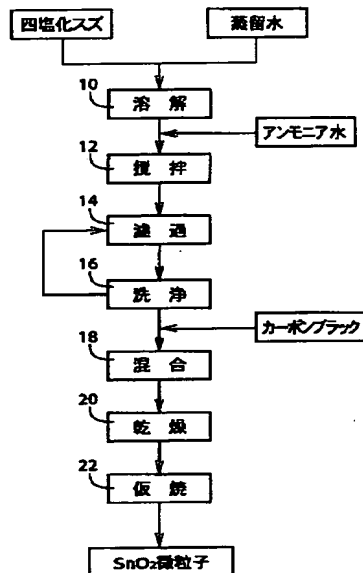 四塩化スズ
蒸留水
10
溶解
アンモニア水
12
撹拌
14
濾過
16
洗浄
カーボンブラック
18
混合
20
乾燥
22
仮焼
SnO₂微粒子